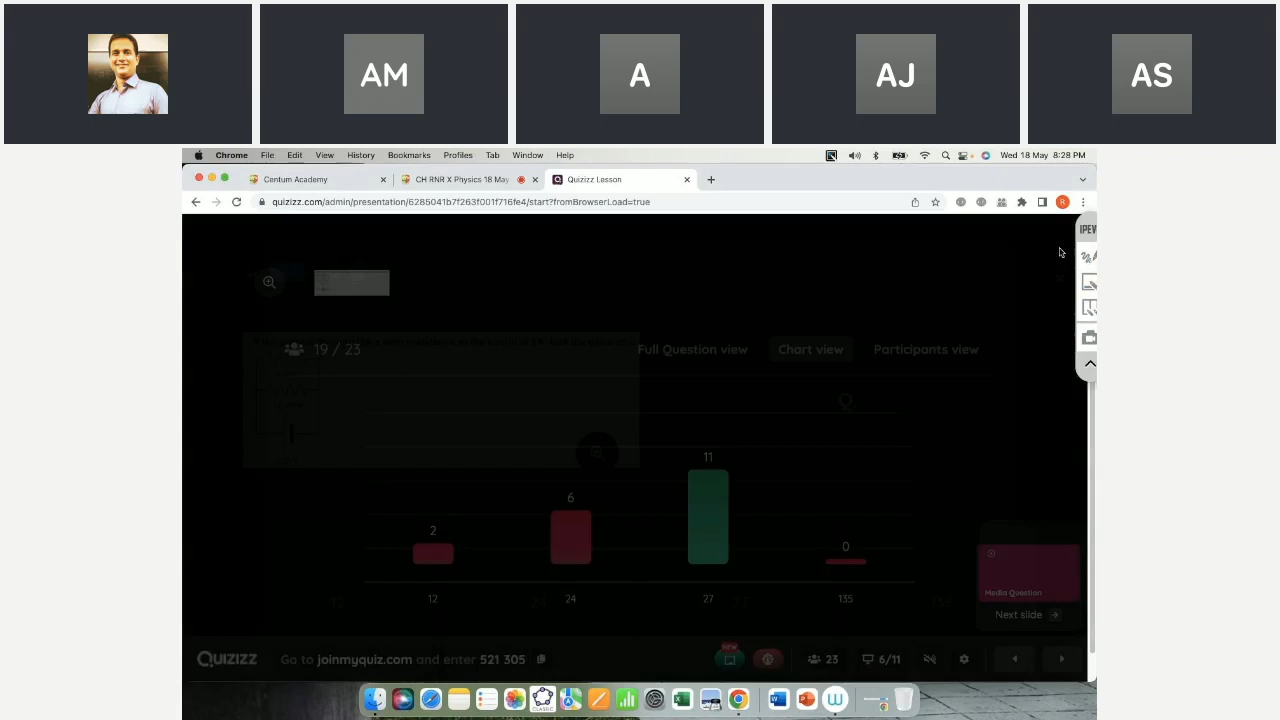 AM
A
AJ
AS
Chrome File Edit View History Bookmarks Profiles Tab Window Help
Wed 18 May 8:28 PM
Centum Academy
CH RNR X Physics 18 May
Quizizz Lesson
quizizz.com/admin/presentation/6285041b7f263f001f716fe4/start?fromBrowserLoad=true
IPEV
19 / 23
Full Question view
Chart view
Participants view
11
6
2
0
12
24
27
135
Media Question
Next slide
Quizizz
Go to joinmyquiz.com and enter 521 305
NEW
23
6/11
CLASSIC